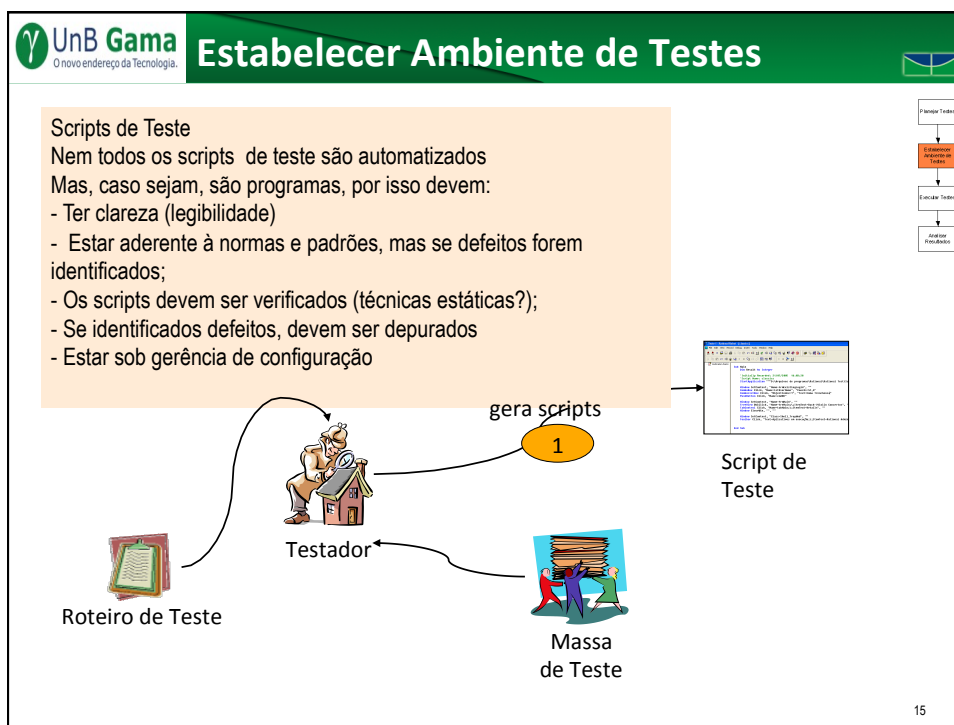 UnB Gama
O novo endereço da Tecnologia.
Estabelecer Ambiente de Testes
Scripts de Teste
Nem todos os scripts de teste são automatizados
Mas, caso sejam, são programas, por isso devem:
- Ter clareza (legibilidade)
- Estar aderente à normas e padrões, mas se defeitos forem
identificados;
- Os scripts devem ser verificados (técnicas estáticas?);
- Se identificados defeitos, devem ser depurados
- Estar sob gerência de configuração
Planejar Testes
Estabelecer
Ambiente de
Testes
Executar Testes
Analisar
Resultados
gera scripts
1
Script de
Teste
Testador
Roteiro de Teste
Massa
de Teste
15